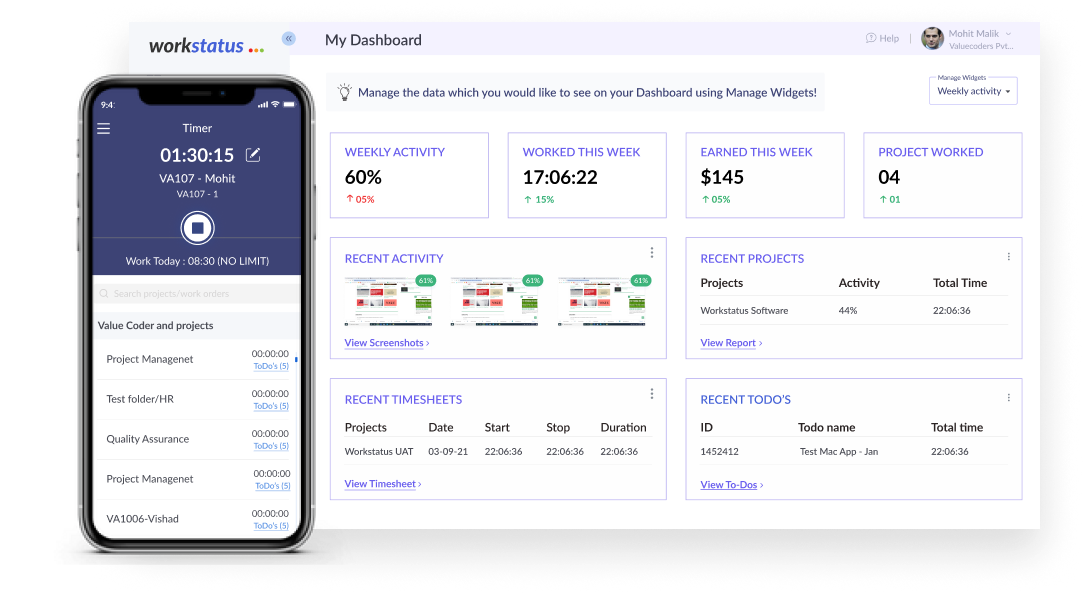 workstatus
My Dashboard
Help
Mohit Malik
Valuecoders Pvt...
Manage the data which you would like to see on your Dashboard using Manage Widgets!
Manage Widgets
Weekly activity
WEEKLY ACTIVITY
60%
05%
WORKED THIS WEEK
17:06:22
15%
EARNED THIS WEEK
$145
05%
PROJECT WORKED
04
01
RECENT ACTIVITY
61% 61% 61%
View Screenshots
RECENT PROJECTS
Projects Activity Total Time
Workstatus Software 44% 22:06:36
View Report
RECENT TIMESHEETS
Projects Date Start Stop Duration
Workstatus UAT 03-09-21 22:06:36 22:06:36 22:06:36
View Timesheet
RECENT TODO'S
ID Todo name Total time
1452412 Test Mac App - Jan 22:06:36
View To-Dos
9:4:
Timer
01:30:15
VA107 - Mohit
VA107 - 1
Work Today : 08:30 (NO LIMIT)
Search projects/work orders
Value Coder and projects
Project Managenet 00:00:00
ToDo's (5)
Test folder/HR 00:00:00
ToDo's (5)
Quality Assurance 00:00:00
ToDo's (5)
Project Managenet 00:00:00
ToDo's (5)
VA1006-Vishad 00:00:00
ToDo's (5)